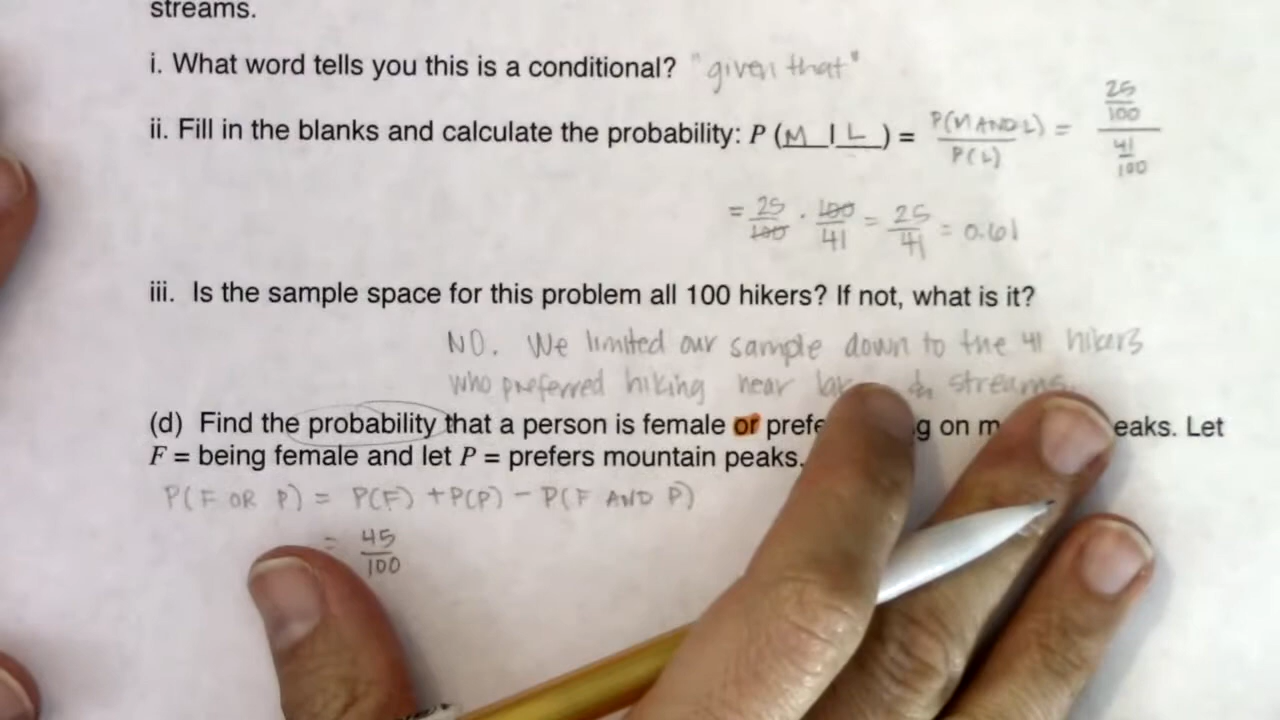 streams.
i. What word tells you this is a conditional? "given that"
ii. Fill in the blanks and calculate the probability: P (M | L) = P(M AND L) / P(L) = 25/100 / 41/100
= 25/100 · 100/41 = 25/41 = 0.61
iii. Is the sample space for this problem all 100 hikers? If not, what is it?
NO. We limited our sample down to the 41 hikers
who preferred hiking near streams.
(d) Find the probability that a person is female or on eaks. Let
F = being female and let P = prefers mountain peaks.
P(F OR P) = P(F) + P(P) - P(F AND P)
= 45/100